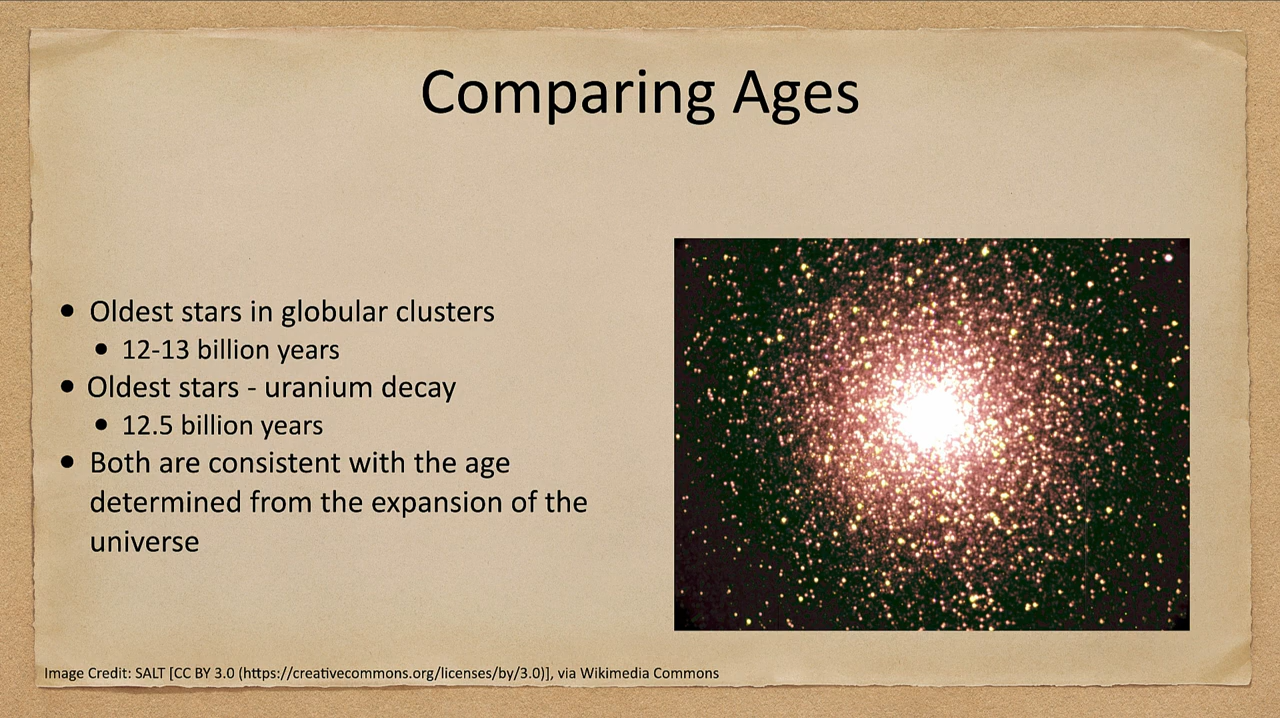 Comparing Ages
• Oldest stars in globular clusters
• 12-13 billion years
• Oldest stars - uranium decay
• 12.5 billion years
• Both are consistent with the age
determined from the expansion of the
universe
Image Credit: SALT [CC BY 3.0 (https://creativecommons.org/licenses/by/3.0)], via Wikimedia Commons